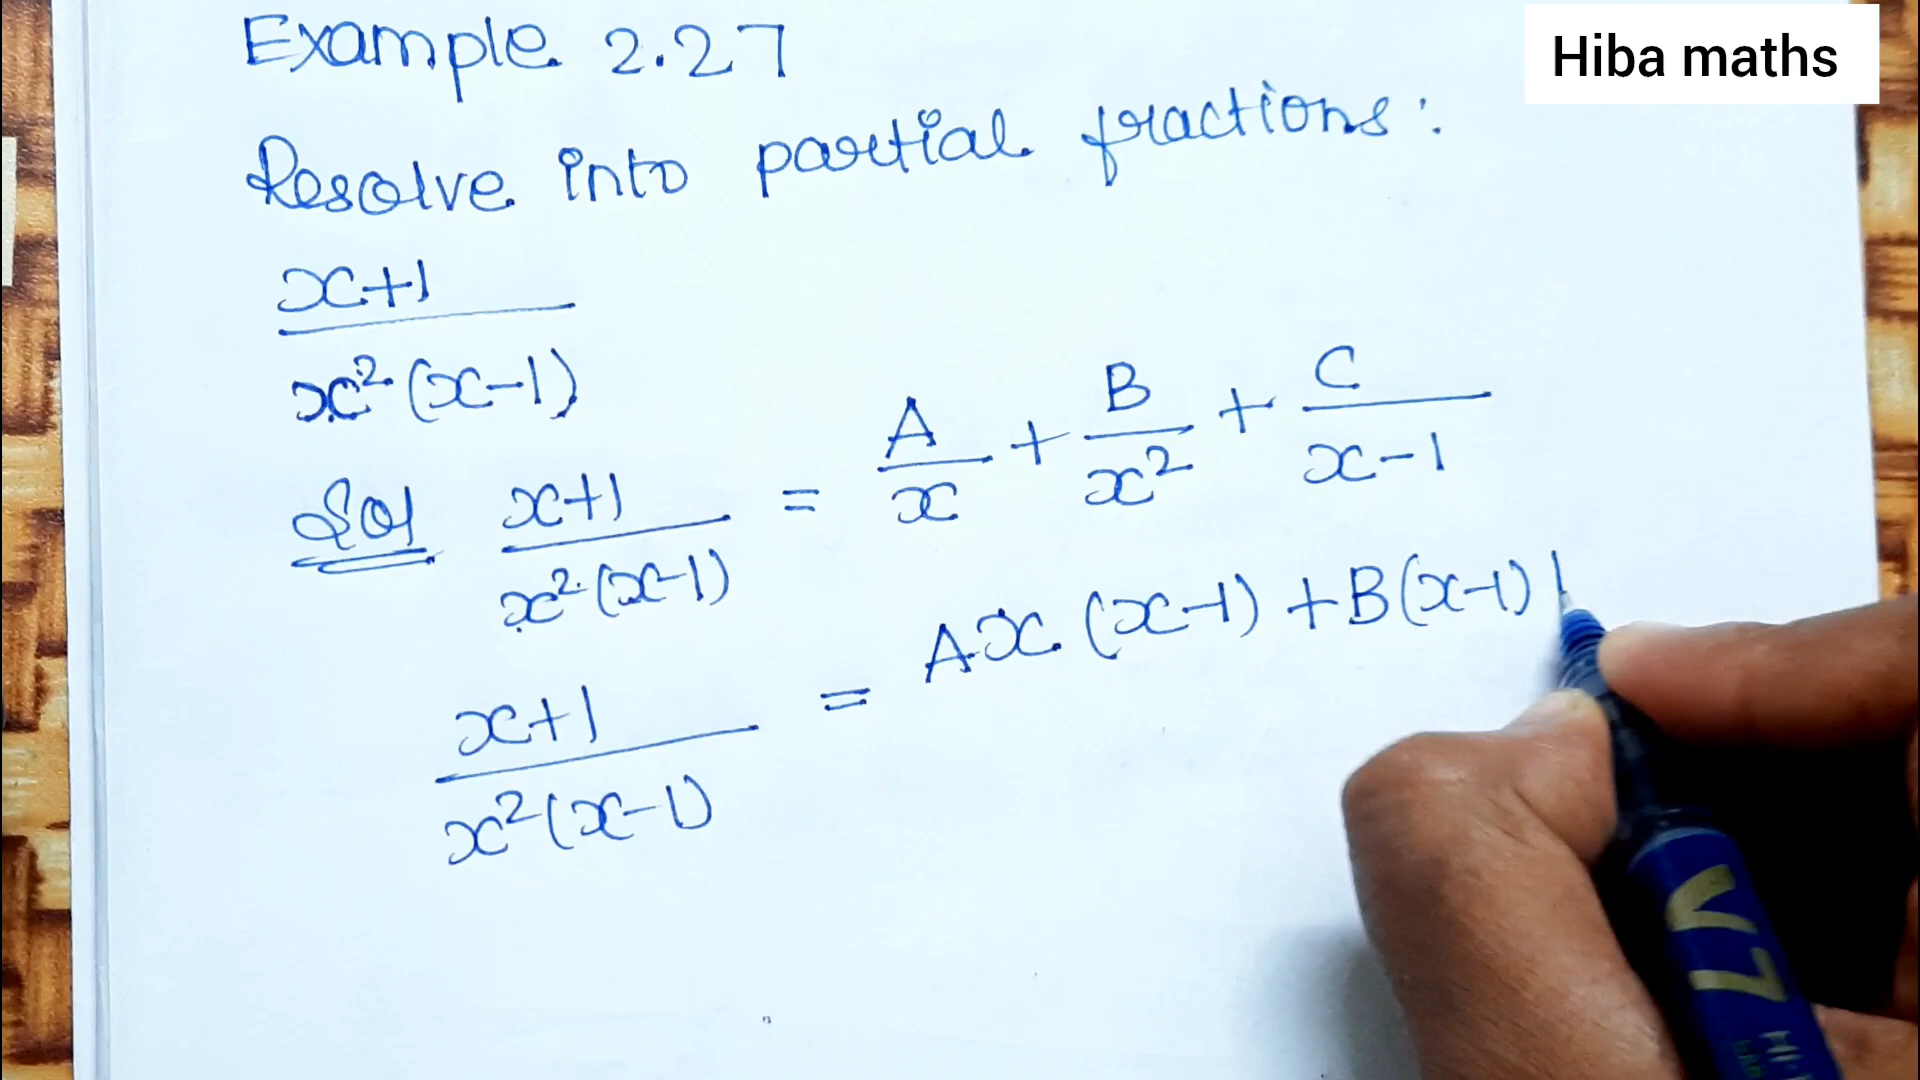 Example 2.27
Hiba maths
Resolve into partial fractions:
x+1
x²(x-1)
Sol x+1 / x²(x-1) = A/x + B/x² + C/x-1
x+1 / x²(x-1) = Ax(x-1) + B(x-1)
V7